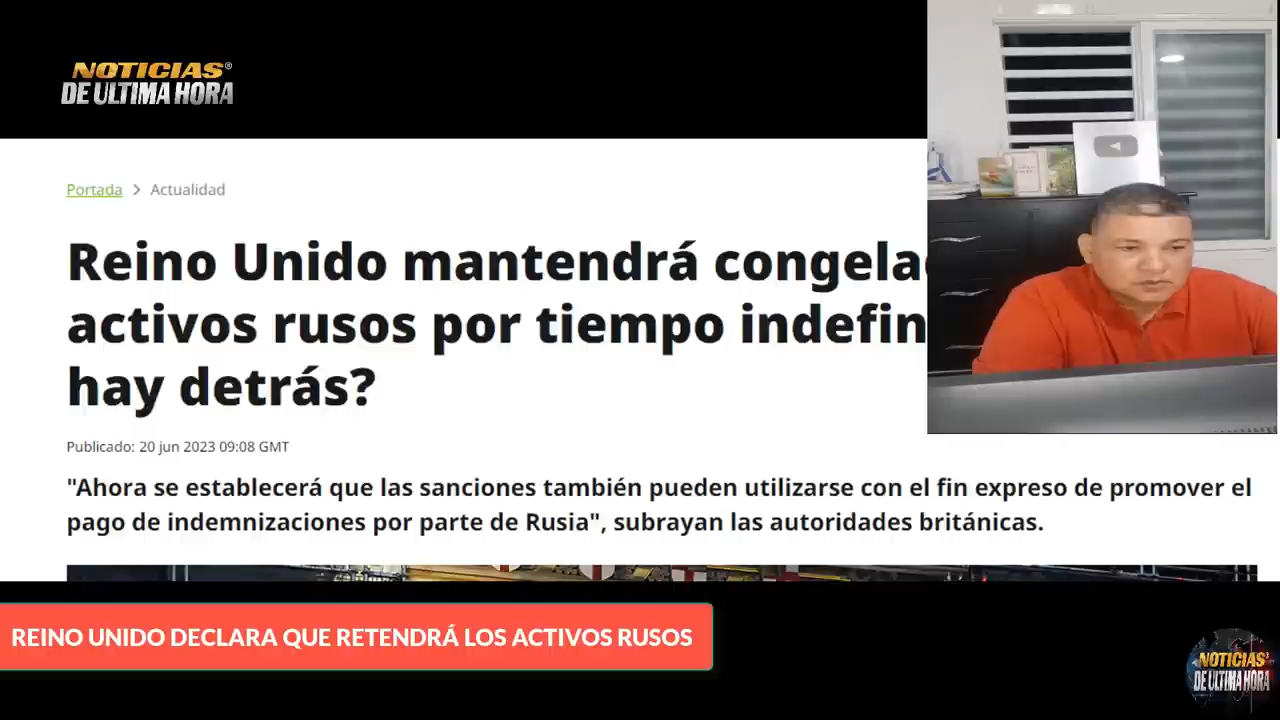 NOTICIAS®
DE ULTIMA HORA
Portada > Actualidad
Reino Unido mantendrá congela
activos rusos por tiempo indefin
hay detrás?
Publicado: 20 jun 2023 09:08 GMT
"Ahora se establecerá que las sanciones también pueden utilizarse con el fin expreso de promover el
pago de indemnizaciones por parte de Rusia", subrayan las autoridades británicas.
REINO UNIDO DECLARA QUE RETENDRÁ LOS ACTIVOS RUSOS
NOTICIAS
DE ULTIMA HORA